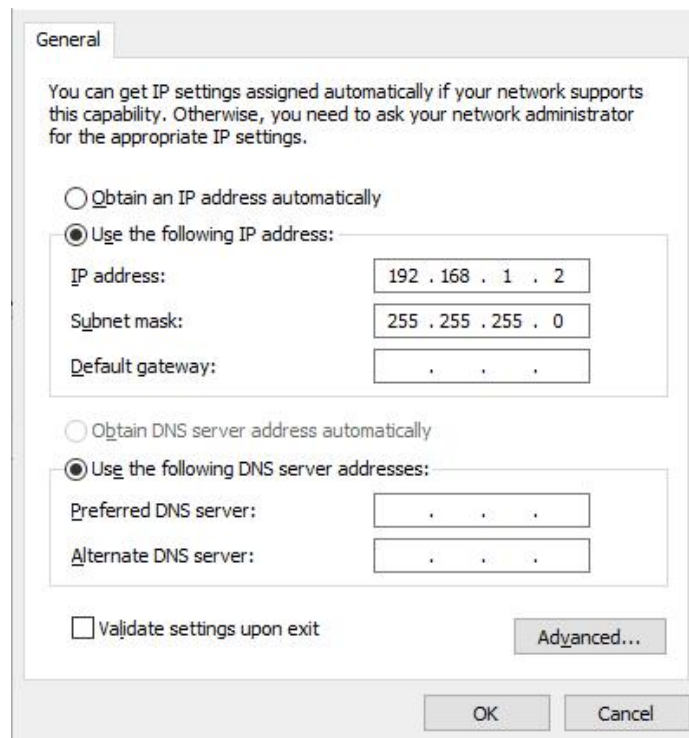 General
You can get IP settings assigned automatically if your network supports
this capability. Otherwise, you need to ask your network administrator
for the appropriate IP settings.
Obtain an IP address automatically
Use the following IP address:
IP address: 192 . 168 . 1 . 2
Subnet mask: 255 . 255 . 255 . 0
Default gateway: . . .
Obtain DNS server address automatically
Use the following DNS server addresses:
Preferred DNS server: . . .
Alternate DNS server: . . .
Validate settings upon exit
Advanced...
OK Cancel